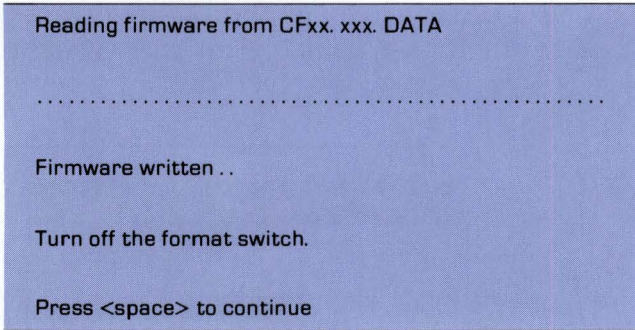 Reading firmware from CFxx. xxx. DATA
......................................................
Firmware written ..
Turn off the format switch.
Press <space> to continue